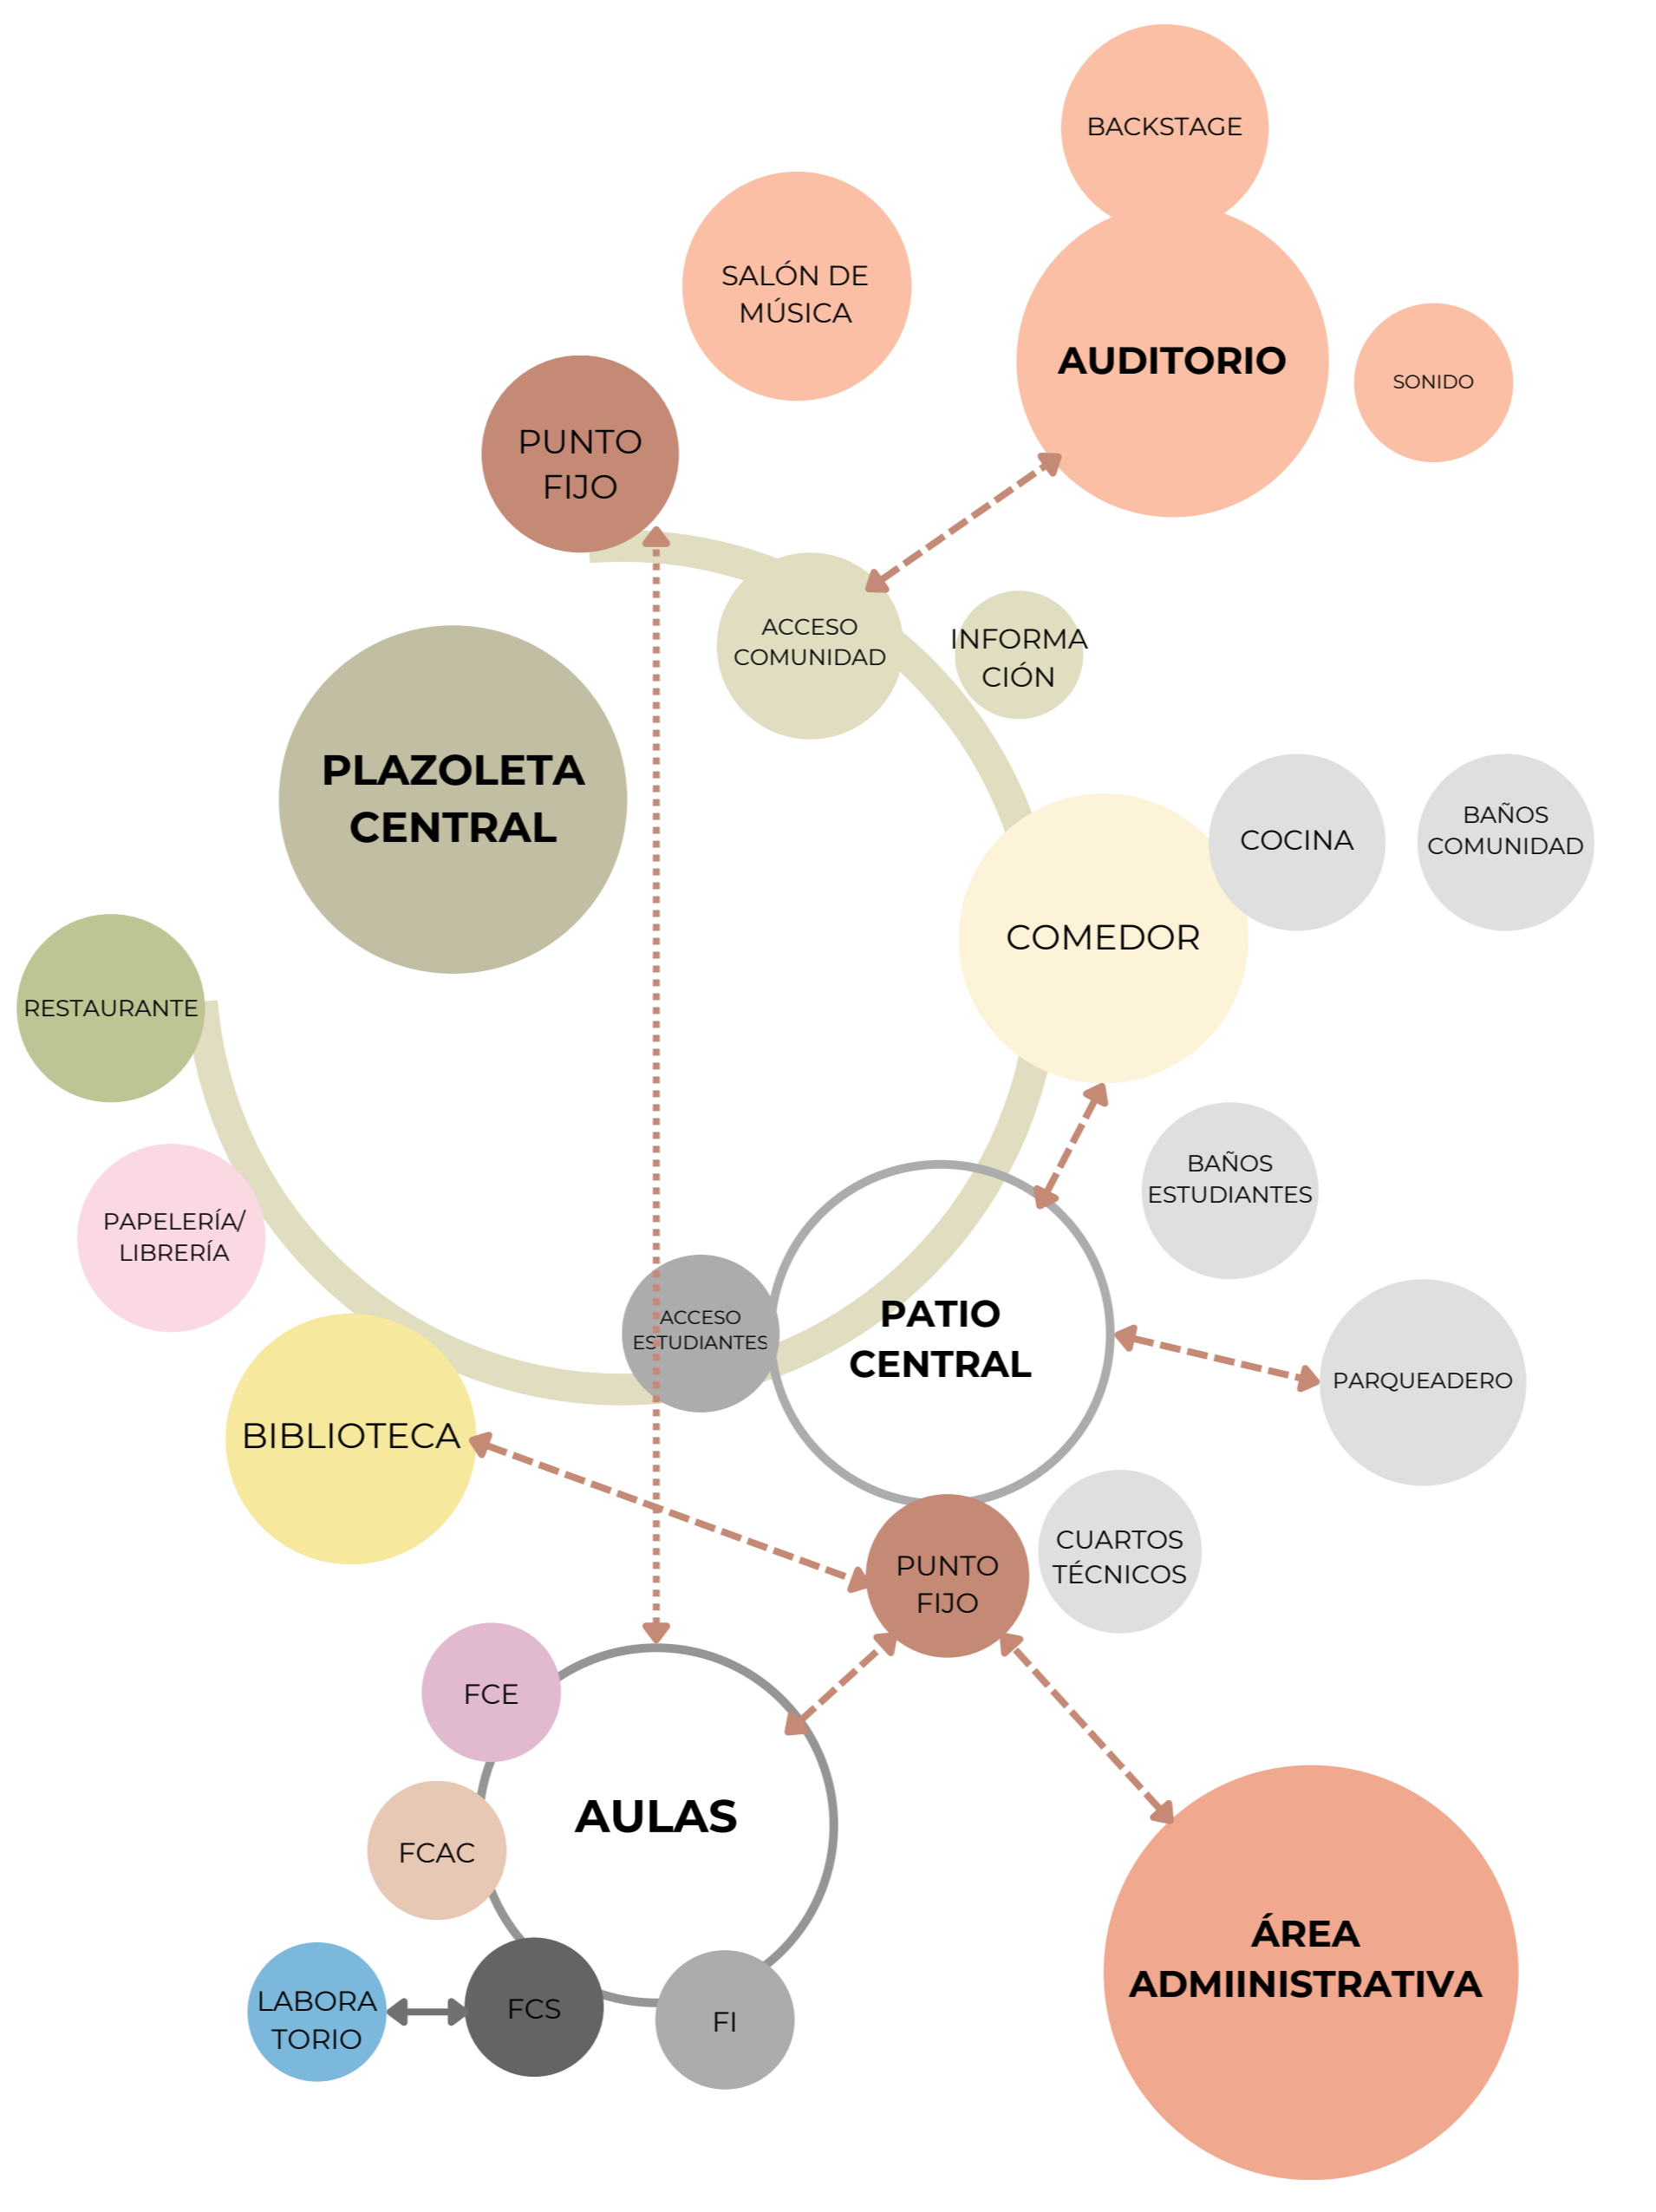 BACKSTAGE
SALÓN DE
MÚSICA
AUDITORIO
SONIDO
PUNTO
FIJO
ACCESO
COMUNIDAD
INFORMA
CIÓN
PLAZOLETA
CENTRAL
COCINA
BAÑOS
COMUNIDAD
COMEDOR
RESTAURANTE
PAPELERÍA/
LIBRERÍA
BAÑOS
ESTUDIANTES
ACCESO
ESTUDIANTES
PATIO
CENTRAL
PARQUEADERO
BIBLIOTECA
PUNTO
FIJO
CUARTOS
TÉCNICOS
FCE
AULAS
FCAC
ÁREA
ADMIINISTRATIVA
LABORA
TORIO
FCS
FI